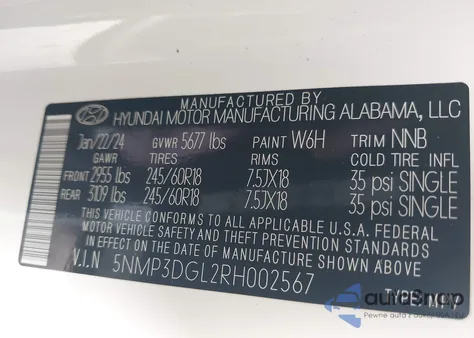 MANUFACTURED BY
HYUNDAI MOTOR MANUFACTURING ALABAMA, LLC
Jan/22/24 GVWR 5677 lbs PAINT W6H TRIM NNB
GAWR TIRES RIMS COLD TIRE INFL
FRONT 2955 lbs 245/60R18 7.5JX18 35 psi SINGLE
REAR 3109 lbs 245/60R18 7.5JX18 35 psi SINGLE
THIS VEHICLE CONFORMS TO ALL APPLICABLE U.S.A. FEDERAL
MOTOR VEHICLE SAFETY AND THEFT PREVENTION STANDARDS
IN EFFECT ON THE DATE OF MANUFACTURE SHOWN ABOVE.
V.I.N 5NMP3DGL2RH002567 TYPE: M.P.V
autoSnap